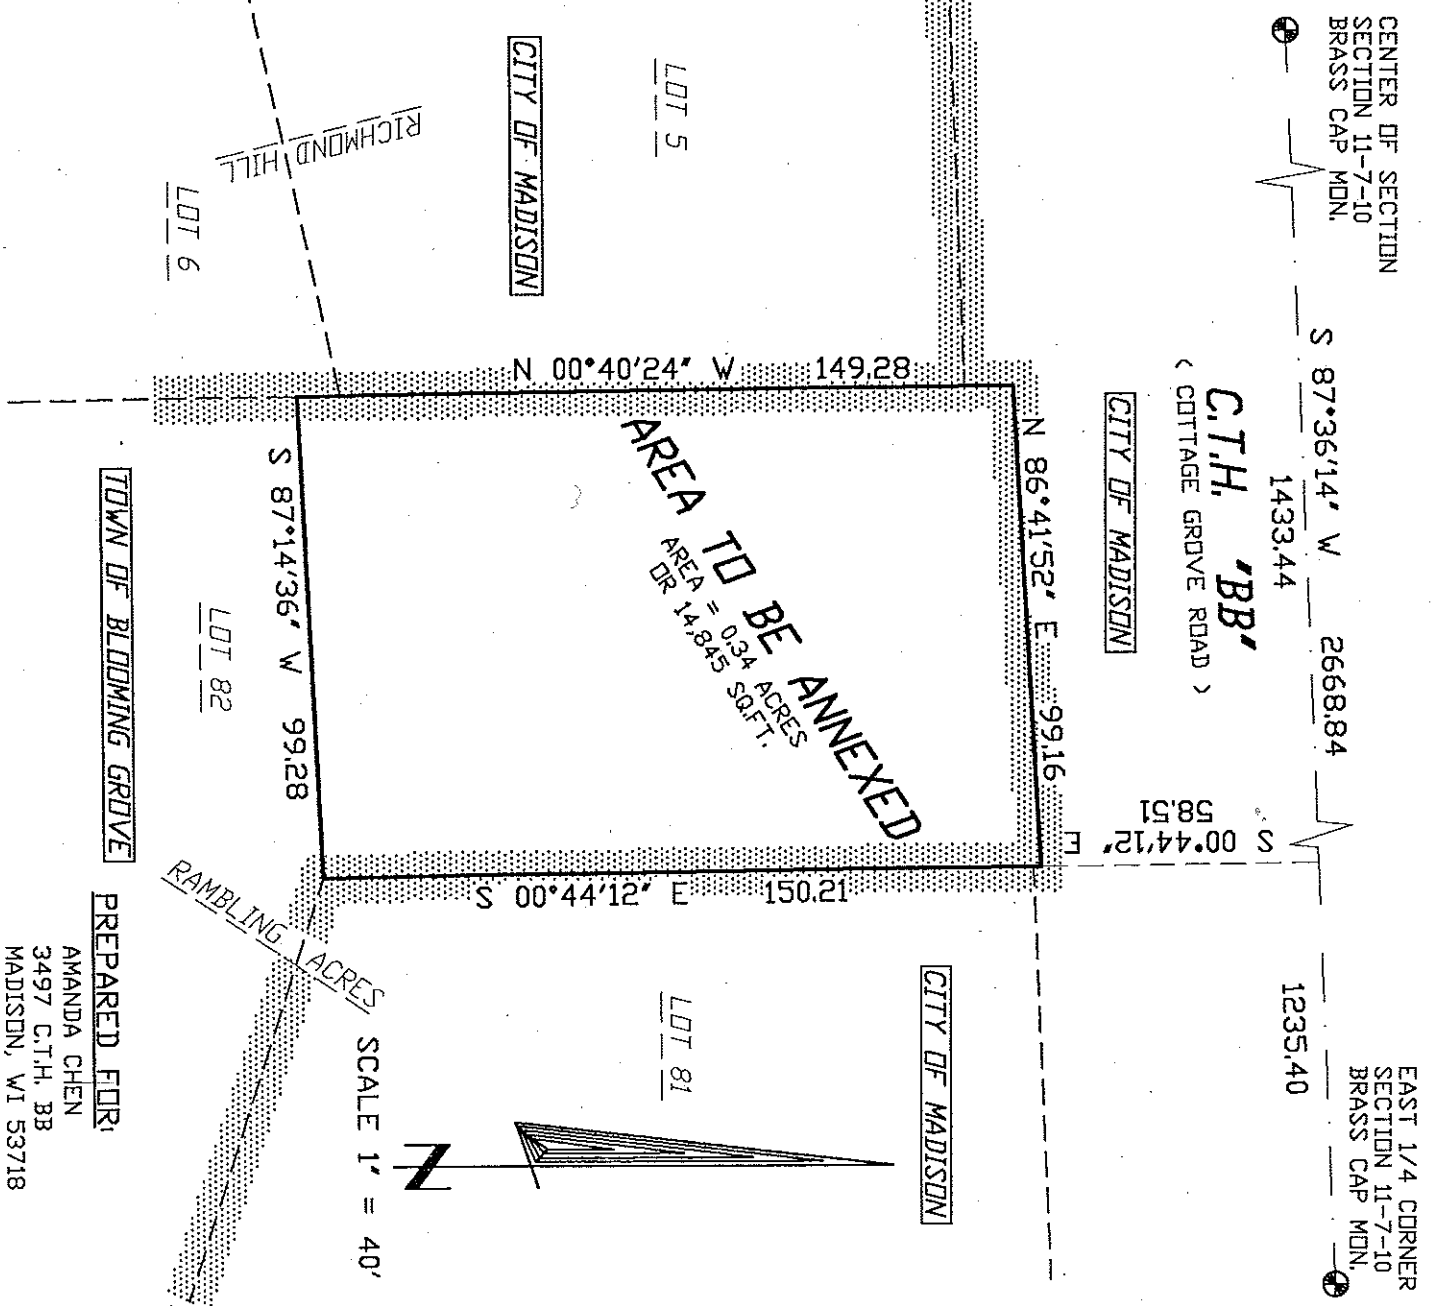 CENTER OF SECTION
SECTION 11-7-10
BRASS CAP MON.
S 87°36'14" W 2668.84
1433.44
1235.40
EAST 1/4 CORNER
SECTION 11-7-10
BRASS CAP MON.
C.T.H. "BB"
( COTTAGE GROVE ROAD )
S 00°44'12" E
58.51
CITY OF MADISON
N 86°41'52" E 99.16
LOT 5
CITY OF MADISON
RICHMOND HILL
LOT 6
N 00°40'24" W 149.28
AREA TO BE ANNEXED
AREA = 0.34 ACRES
OR 14,845 SQ.FT.
S 00°44'12" E 150.21
CITY OF MADISON
LOT 81
S 87°14'36" W 99.28
LOT 82
TOWN OF BLOOMING GROVE
RAMBLING ACRES
N
SCALE 1" = 40'
PREPARED FOR:
AMANDA CHEN
3497 C.T.H. BB
MADISON, WI 53718